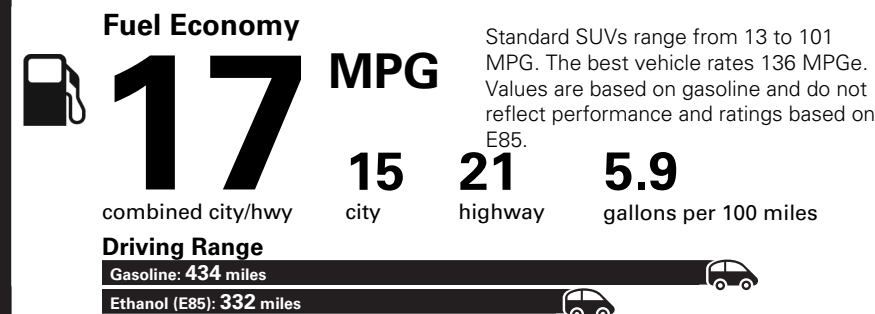 Fuel Economy
17 MPG
Standard SUVs range from 13 to 101
MPG. The best vehicle rates 136 MPGe.
Values are based on gasoline and do not
reflect performance and ratings based on
E85.
combined city/hwy
15
city
21
highway
5.9
gallons per 100 miles
Driving Range
Gasoline: 434 miles
Ethanol (E85): 332 miles